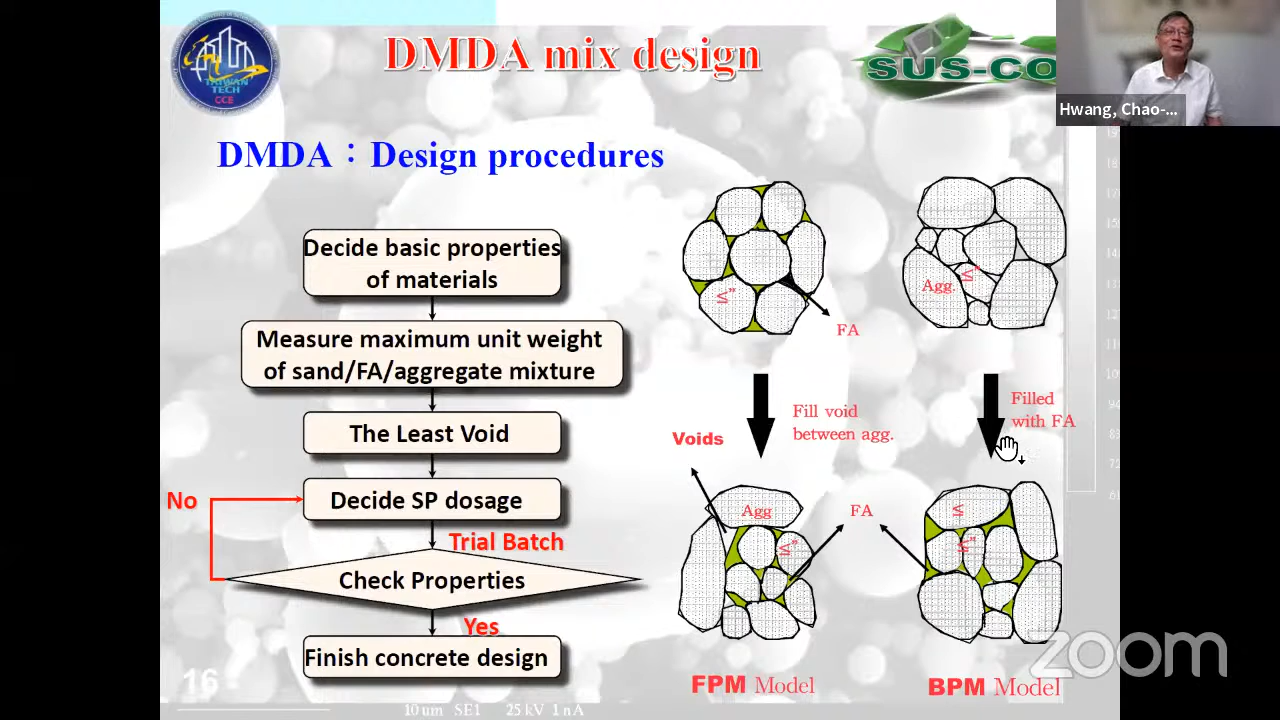 DMDA mix design
TAIWAN
TECH
CCE
SUS-CO
Hwang, Chao-...
DMDA：Design procedures
Decide basic properties
of materials
Measure maximum unit weight
of sand/FA/aggregate mixture
The Least Void
No
Decide SP dosage
Trial Batch
Check Properties
Yes
Finish concrete design
≤”
FA
Agg.
≤”
Fill void
between agg.
Filled
with FA
Voids
Agg
≤”
FA
≤
≤”
FPM Model
BPM Model
zoom
16
10 um SE1 25 kV 1 nA